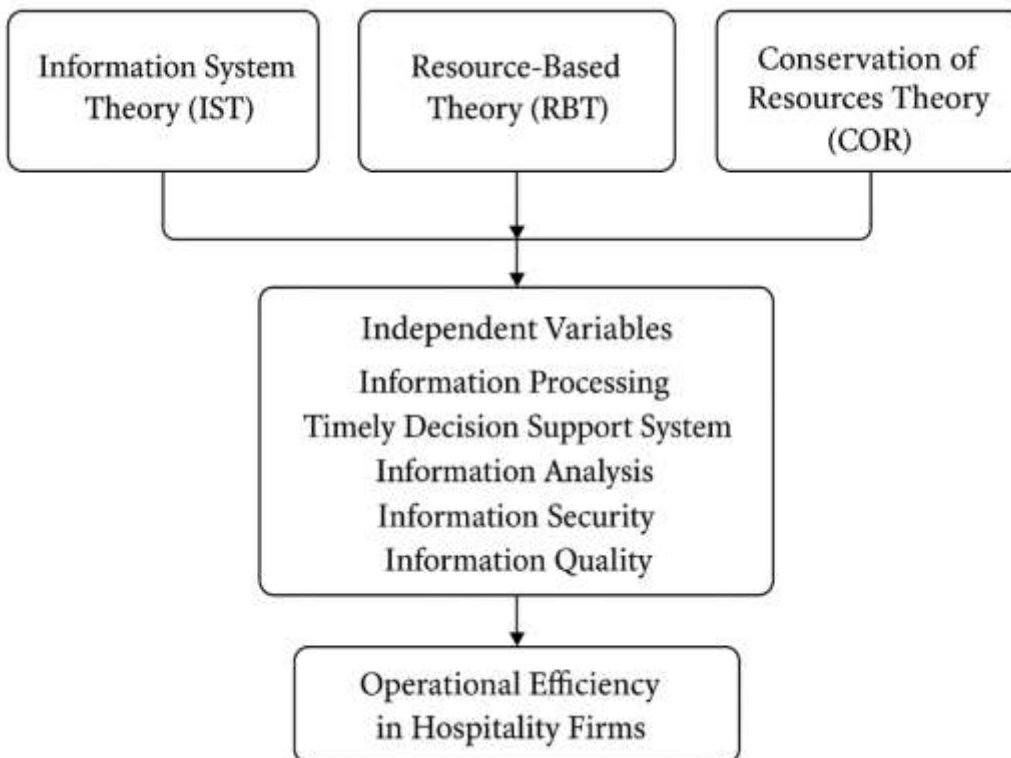 Information System
Theory (IST)
Resource-Based
Theory (RBT)
Conservation of
Resources Theory
(COR)
Independent Variables
Information Processing
Timely Decision Support System
Information Analysis
Information Security
Information Quality
Operational Efficiency
in Hospitality Firms